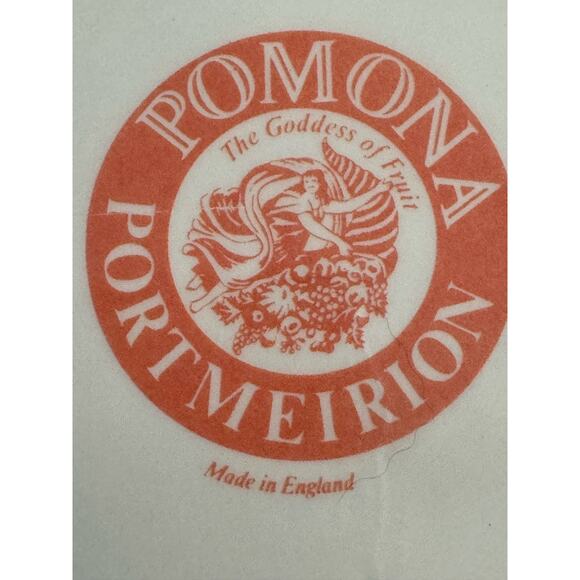 POMONA
The Goddess of Fruit
PORTMEIRION
Made in England